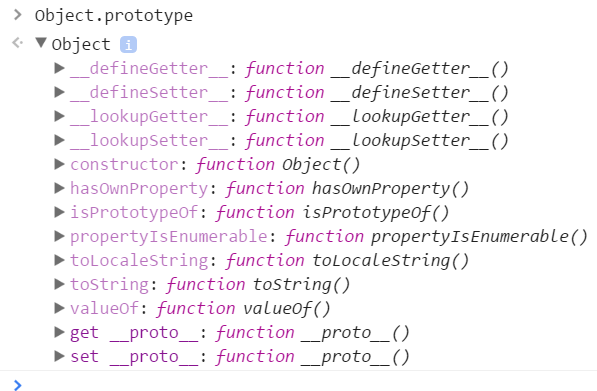 Object.prototype
Object i
__defineGetter__: function __defineGetter__()
__defineSetter__: function __defineSetter__()
__lookupGetter__: function __lookupGetter__()
__lookupSetter__: function __lookupSetter__()
constructor: function Object()
hasOwnProperty: function hasOwnProperty()
isPrototypeOf: function isPrototypeOf()
propertyIsEnumerable: function propertyIsEnumerable()
toLocaleString: function toLocaleString()
toString: function toString()
valueOf: function valueOf()
get __proto__: function __proto__()
set __proto__: function __proto__()